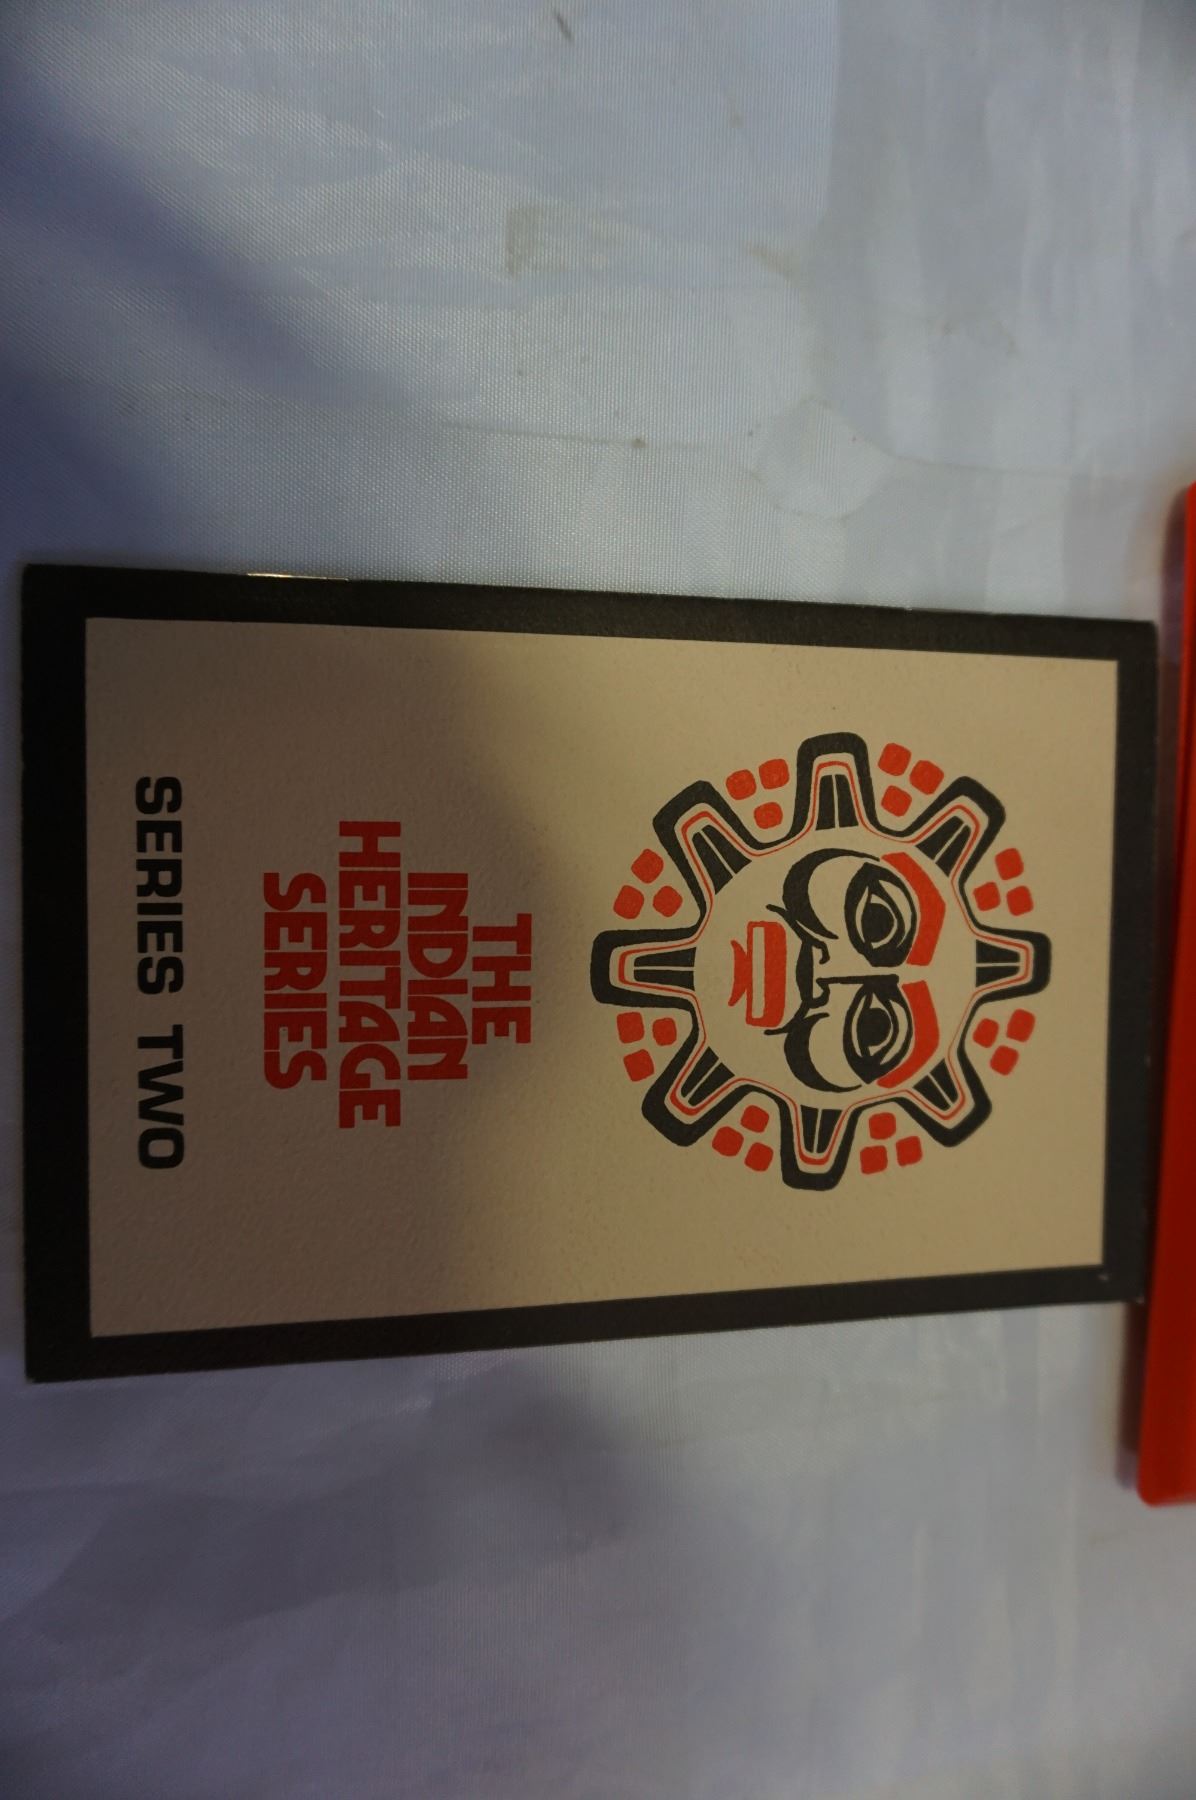 THE
INDIAN
HERITAGE
SERIES
SERIES TWO